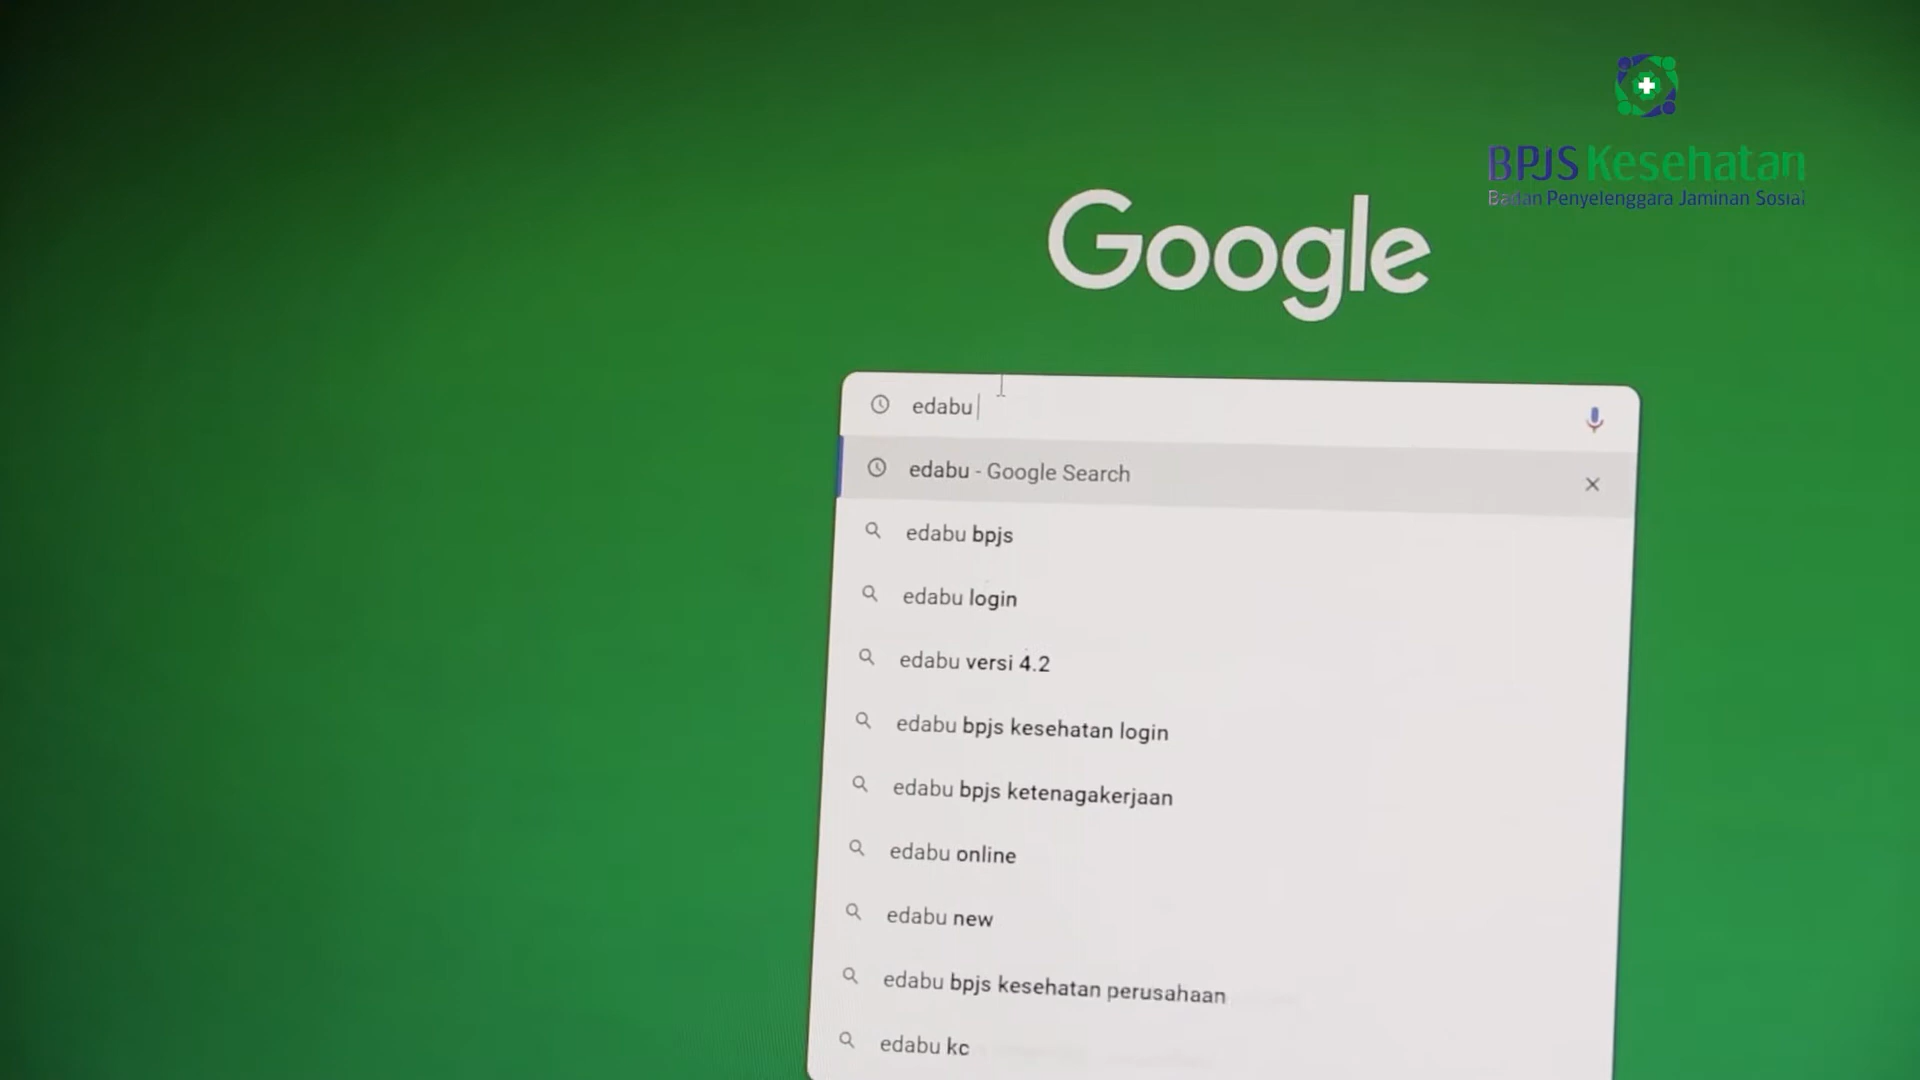 BPJS Kesehatan
Badan Penyelenggara Jaminan Sosial
Google
edabu
edabu - Google Search
edabu bpjs
edabu login
edabu versi 4.2
edabu bpjs kesehatan login
edabu bpjs ketenagakerjaan
edabu online
edabu new
edabu bpjs kesehatan perusahaan
edabu kc